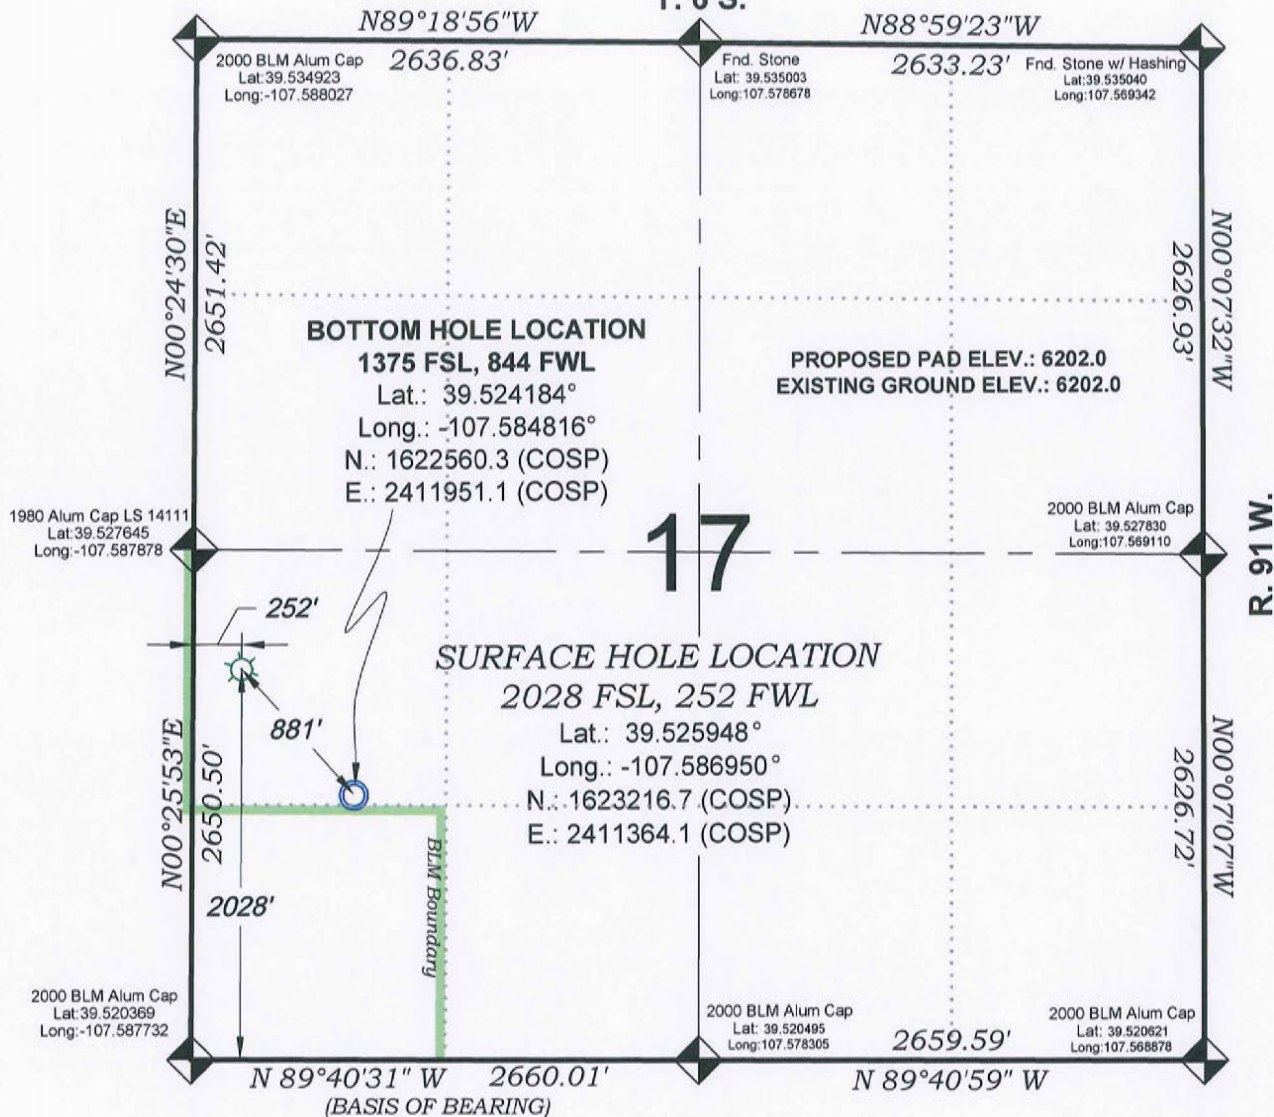 T. 6 S.
N89°18'56"W
N88°59'23"W
2000 BLM Alum Cap
Lat:39.534923
Long:-107.588027
2636.83'
Fnd. Stone
Lat: 39.535003
Long:107.578678
2633.23'
Fnd. Stone w/ Hashing
Lat:39.535040
Long:107.569342
N00°24'30"E
2651.42'
2626.93'
N00°07'32"W
BOTTOM HOLE LOCATION
1375 FSL, 844 FWL
Lat.: 39.524184°
Long.: -107.584816°
N.: 1622560.3 (COSP)
E.: 2411951.1 (COSP)
PROPOSED PAD ELEV.: 6202.0
EXISTING GROUND ELEV.: 6202.0
1980 Alum Cap LS 14111
Lat:39.527645
Long:-107.587878
17
2000 BLM Alum Cap
Lat: 39.527830
Long:107.569110
R. 91 W.
252'
881'
SURFACE HOLE LOCATION
2028 FSL, 252 FWL
Lat.: 39.525948°
Long.: -107.586950°
N.: 1623216.7 (COSP)
E.: 2411364.1 (COSP)
N00°25'53"E
2650.50'
2028'
BLM Boundary
2626.72'
N00°07'07"W
2000 BLM Alum Cap
Lat:39.520369
Long:-107.587732
2000 BLM Alum Cap
Lat: 39.520495
Long:107.578305
2659.59'
2000 BLM Alum Cap
Lat: 39.520621
Long:107.568878
N 89°40'31" W 2660.01'
(BASIS OF BEARING)
N 89°40'59" W